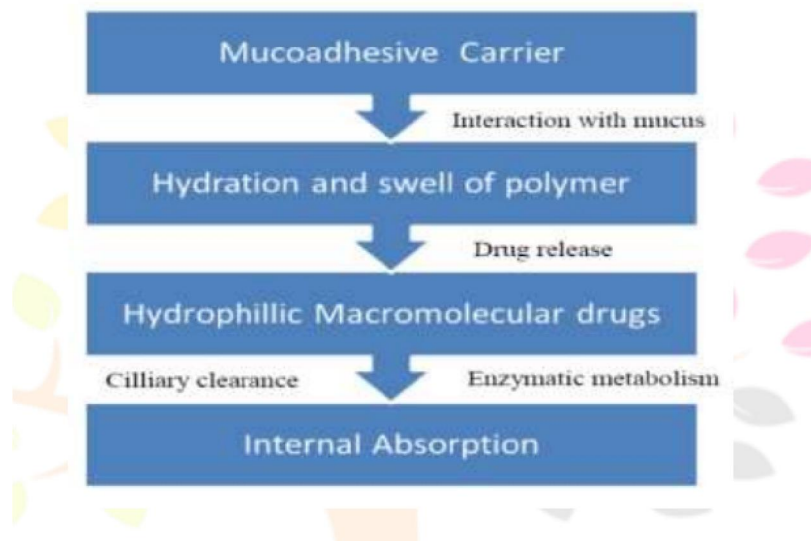 Mucoadhesive Carrier
Interaction with mucus
Hydration and swell of polymer
Drug release
Hydrophillic Macromolecular drugs
Cilliary clearance
Enzymatic metabolism
Internal Absorption